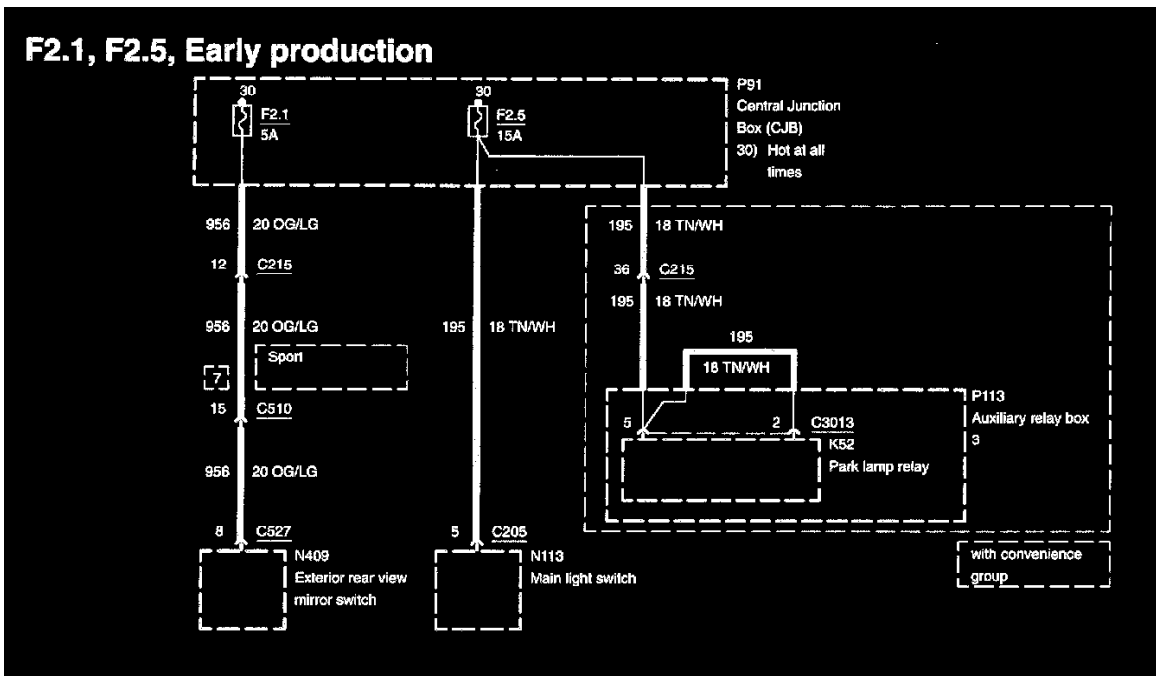 F2.1, F2.5, Early production
30
F2.1
5A
30
F2.5
15A
P91
Central Junction
Box (CJB)
30) Hot at all
times
956 20 OG/LG
12 C215
956 20 OG/LG
Sport
7
15 C510
956 20 OG/LG
8 C527
N409
Exterior rear view
mirror switch
195 18 TN/WH
5 C205
N113
Main light switch
195 18 TN/WH
36 C215
195 18 TN/WH
195
18 TN/WH
P113
Auxiliary relay box
3
5
2 C3013
K52
Park lamp relay
with convenience
group